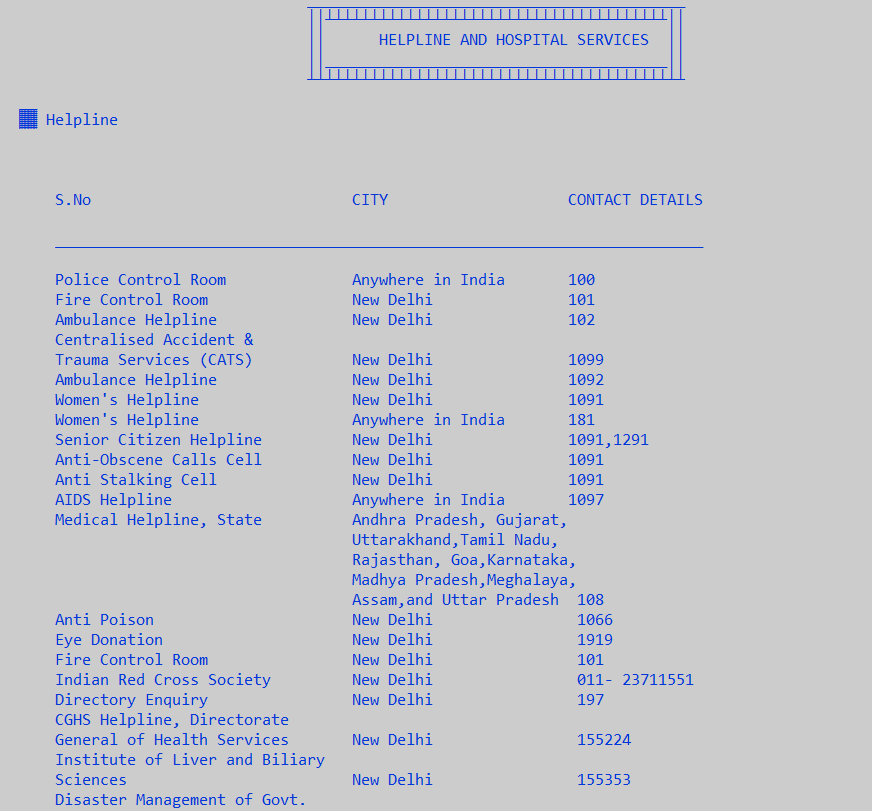 HELPLINE AND HOSPITAL SERVICES
Helpline
S.No CITY CONTACT DETAILS
Police Control Room Anywhere in India 100
Fire Control Room New Delhi 101
Ambulance Helpline New Delhi 102
Centralised Accident &
Trauma Services (CATS) New Delhi 1099
Ambulance Helpline New Delhi 1092
Women's Helpline New Delhi 1091
Women's Helpline Anywhere in India 181
Senior Citizen Helpline New Delhi 1091,1291
Anti-Obscene Calls Cell New Delhi 1091
Anti Stalking Cell New Delhi 1091
AIDS Helpline Anywhere in India 1097
Medical Helpline, State Andhra Pradesh, Gujarat,
Uttarakhand,Tamil Nadu,
Rajasthan, Goa,Karnataka,
Madhya Pradesh,Meghalaya,
Assam,and Uttar Pradesh 108
Anti Poison New Delhi 1066
Eye Donation New Delhi 1919
Fire Control Room New Delhi 101
Indian Red Cross Society New Delhi 011- 23711551
Directory Enquiry New Delhi 197
CGHS Helpline, Directorate
General of Health Services New Delhi 155224
Institute of Liver and Biliary
Sciences New Delhi 155353
Disaster Management of Govt.